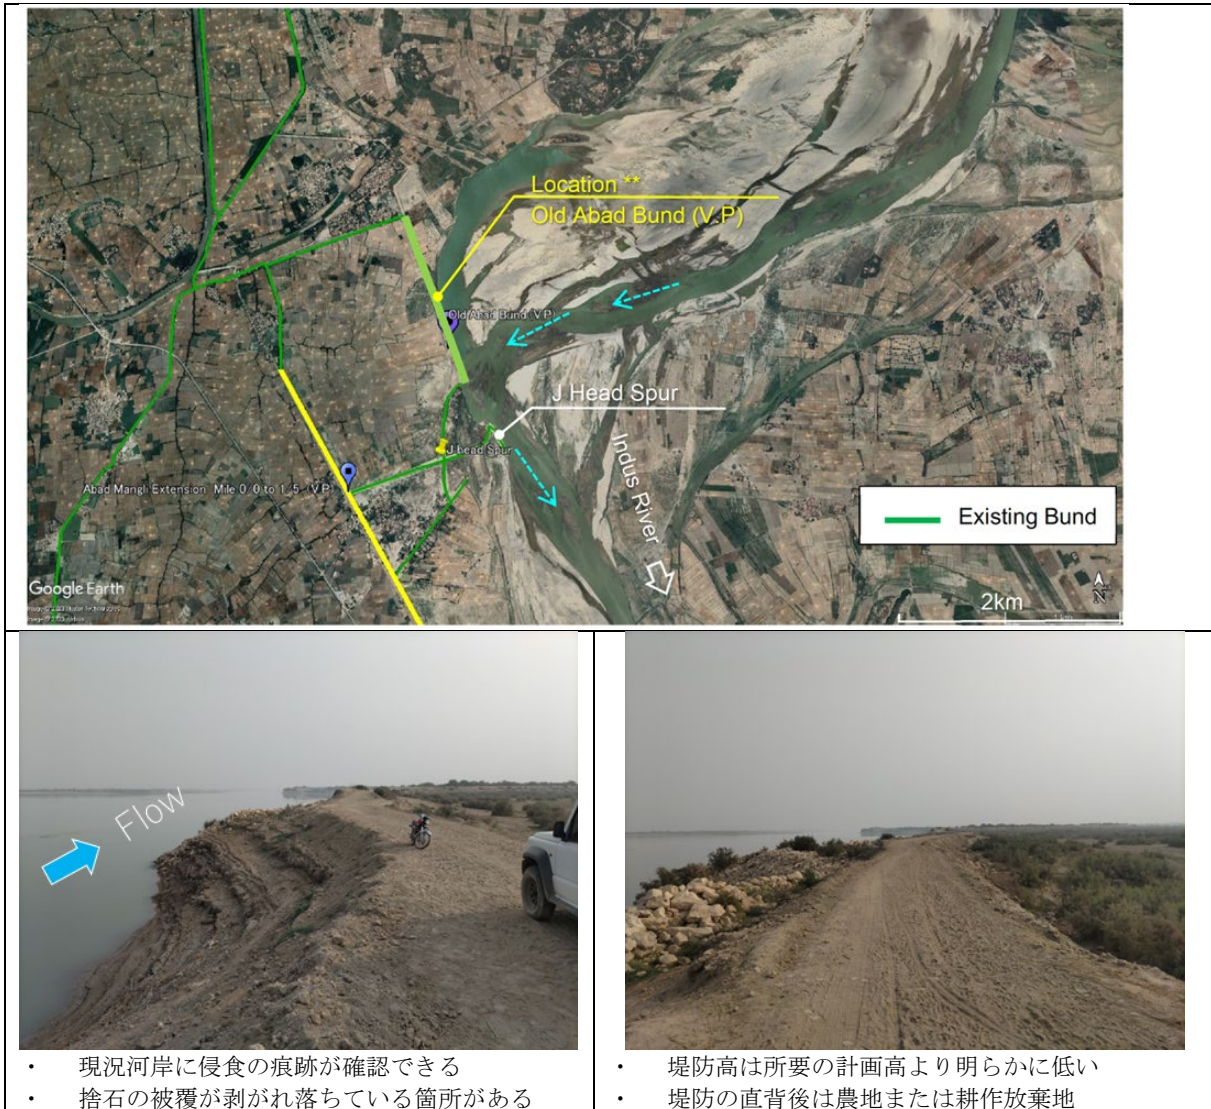 Location **
Old Abad Bund (V.P)
Old Abad Bund (V.P)
J Head Spur
J head Spur
Abad Mangli Extension Mile 0/0 to 1/5 (V.P)
Indus River
Existing Bund
Google Earth
2km
N
Flow
・ 現況河岸に侵食の痕跡が確認できる
・ 捨石の被覆が剥がれ落ちている箇所がある
・ 堤防高は所要の計画高より明らかに低い
・ 堤防の直背後は農地または耕作放棄地